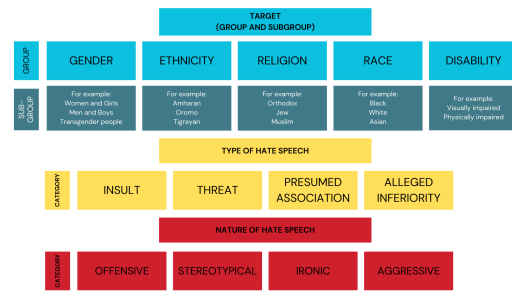 TARGET
(GROUP AND SUBGROUP)
GROUP
GENDER
ETHNICITY
RELIGION
RACE
DISABILITY
SUB-
GROUP
For example:
Women and Girls
Men and Boys
Transgender people
For example:
Amharan
Oromo
Tigrayan
For example:
Orthodox
Jew
Muslim
For example:
Black
White
Asian
For example:
Visually impaired
Physically impaired
TYPE OF HATE SPEECH
CATEGORY
INSULT
THREAT
PRESUMED
ASSOCIATION
ALLEGED
INFERIORITY
NATURE OF HATE SPEECH
CATEGORY
OFFENSIVE
STEREOTYPICAL
IRONIC
AGGRESSIVE